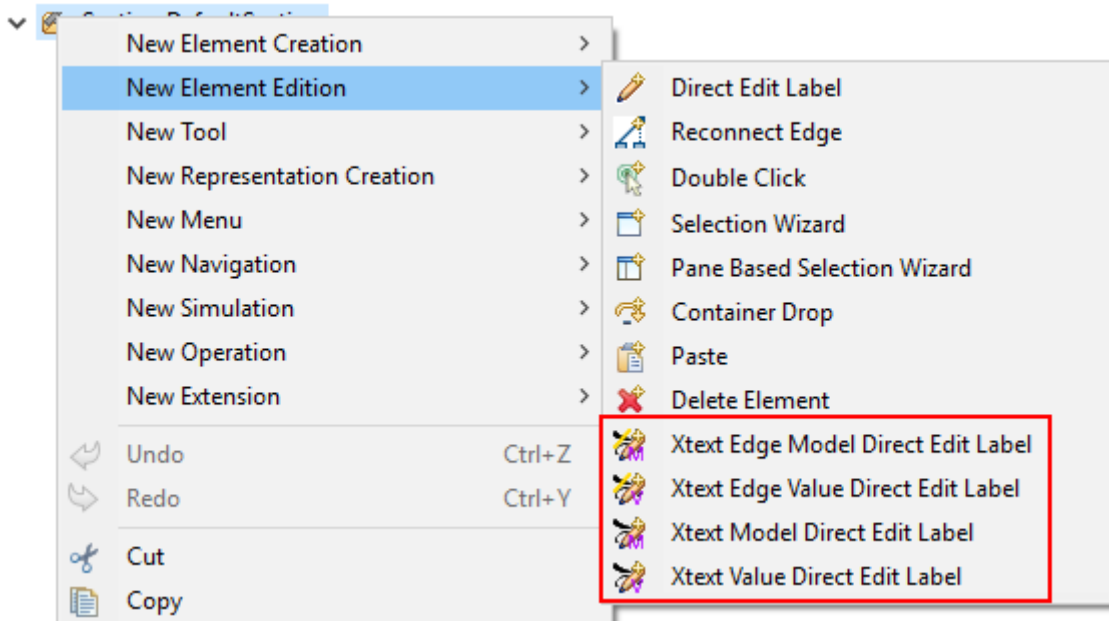 New Element Creation
New Element Edition
New Tool
New Representation Creation
New Menu
New Navigation
New Simulation
New Operation
New Extension
Undo Ctrl+Z
Redo Ctrl+Y
Cut
Copy
Direct Edit Label
Reconnect Edge
Double Click
Selection Wizard
Pane Based Selection Wizard
Container Drop
Paste
Delete Element
Xtext Edge Model Direct Edit Label
Xtext Edge Value Direct Edit Label
Xtext Model Direct Edit Label
Xtext Value Direct Edit Label